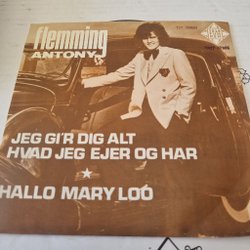 flemming
ANTONY
JEG GI'R DIG ALT
HVAD JEG EJER OG HAR
★
HALLO MARY LOO